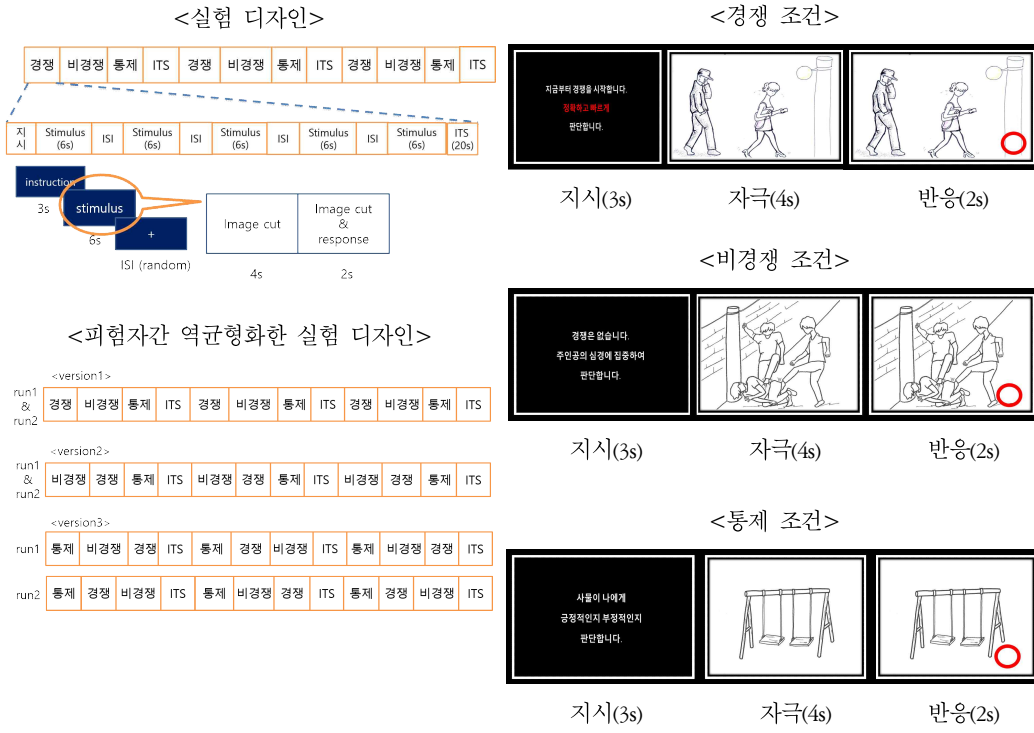 <실험 디자인>
경쟁 비경쟁 통제 ITS 경쟁 비경쟁 통제 ITS 경쟁 비경쟁 통제 ITS
지시 Stimulus (6s) ISI Stimulus (6s) ISI Stimulus (6s) ISI Stimulus (6s) ISI Stimulus (6s) ITS (20s)
instruction
3s
stimulus
6s
+
ISI (random)
Image cut
4s
Image cut
&
response
2s
<피험자간 역균형화한 실험 디자인>
<version1>
run1
&
run2
경쟁 비경쟁 통제 ITS 경쟁 비경쟁 통제 ITS 경쟁 비경쟁 통제 ITS
<version2>
run1
&
run2
비경쟁 경쟁 통제 ITS 비경쟁 경쟁 통제 ITS 비경쟁 경쟁 통제 ITS
<version3>
run1 통제 비경쟁 경쟁 ITS 통제 경쟁 비경쟁 ITS 통제 비경쟁 경쟁 ITS
run2 통제 경쟁 비경쟁 ITS 통제 비경쟁 경쟁 ITS 통제 경쟁 비경쟁 ITS
<경쟁 조건>
지금부터 경쟁을 시작합니다.
정확하고 빠르게
판단합니다.
지시(3s) 자극(4s) 반응(2s)
<비경쟁 조건>
경쟁은 없습니다.
주인공의 심경에 집중하여
판단합니다.
지시(3s) 자극(4s) 반응(2s)
<통제 조건>
사물이 나에게
긍정적인지 부정적인지
판단합니다.
지시(3s) 자극(4s) 반응(2s)